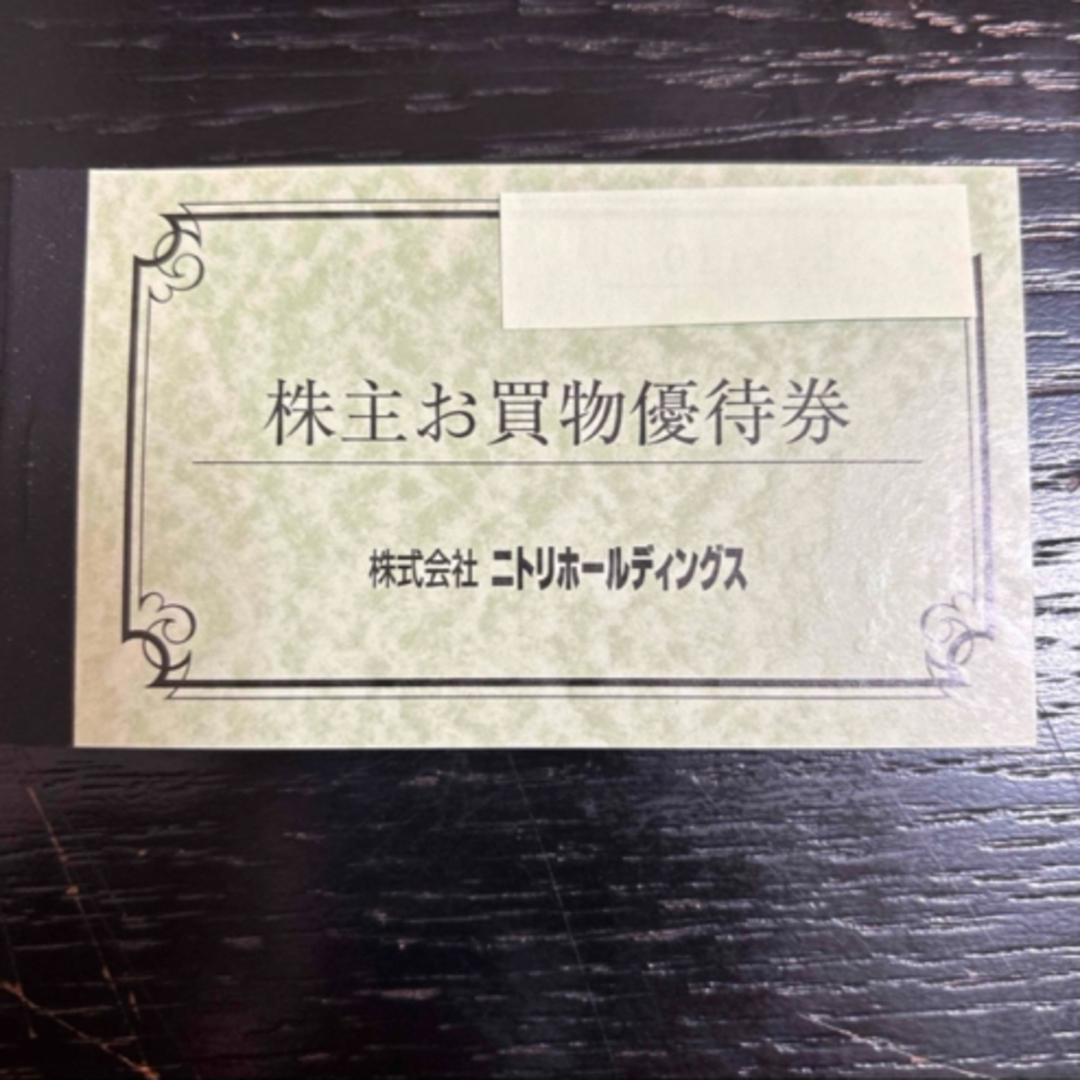 株主お買物優待券
株式会社 ニトリホールディングス